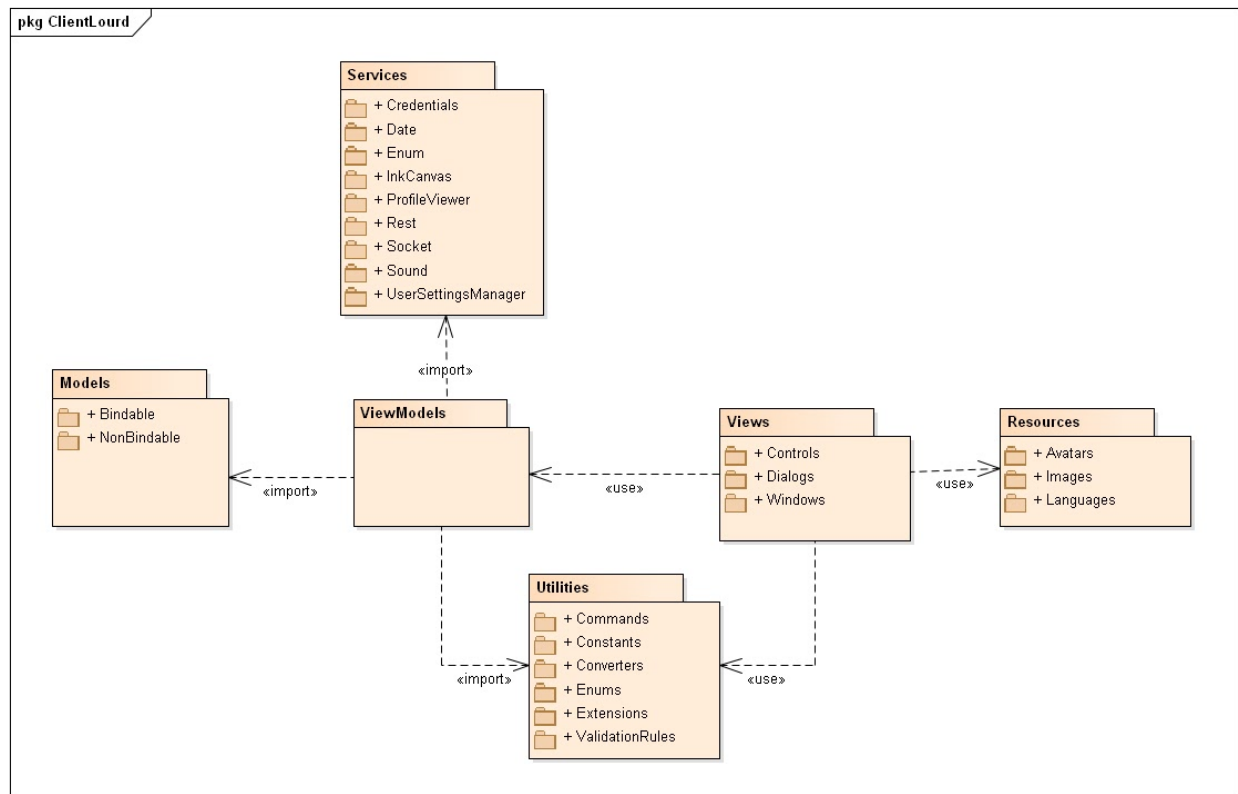 pkg ClientLourd
Services
+ Credentials
+ Date
+ Enum
+ InkCanvas
+ ProfileViewer
+ Rest
+ Socket
+ Sound
+ UserSettingsManager
«import»
Models
+ Bindable
+ NonBindable
«import»
ViewModels
«use»
Views
+ Controls
+ Dialogs
+ Windows
«use»
Resources
+ Avatars
+ Images
+ Languages
«import»
Utilities
+ Commands
+ Constants
+ Converters
+ Enums
+ Extensions
+ ValidationRules
«use»